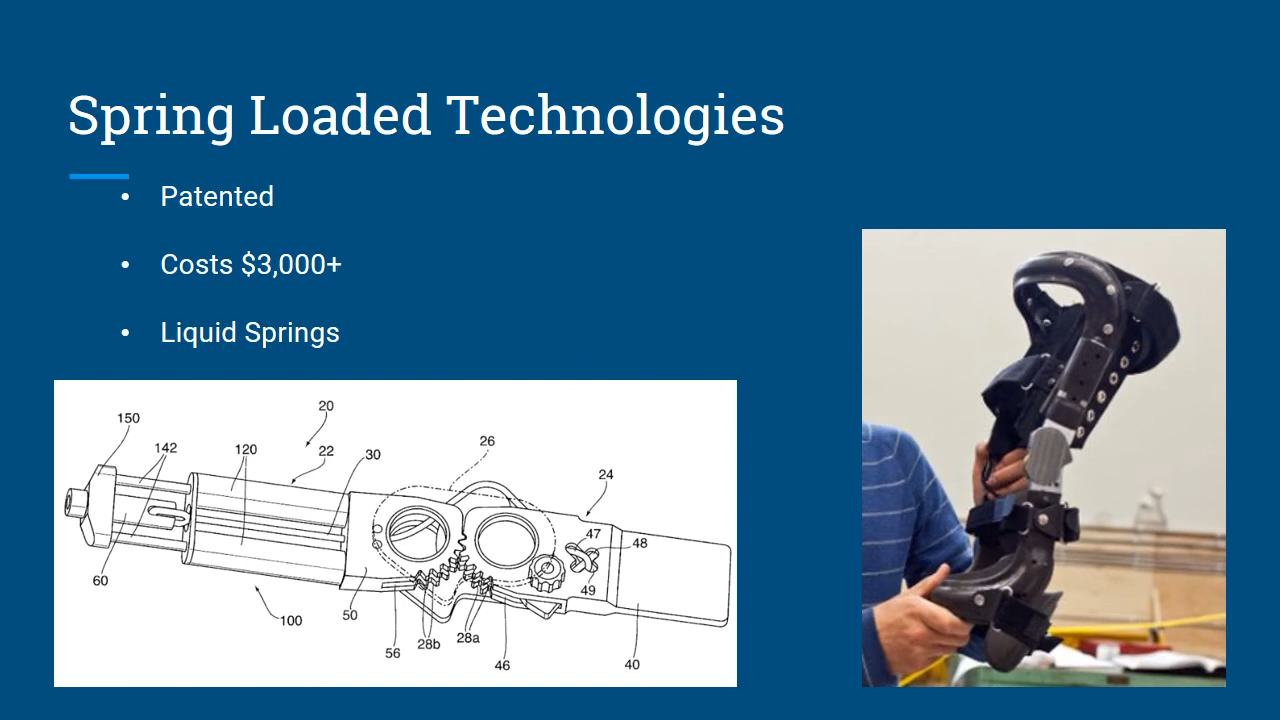 Spring Loaded Technologies
• Patented
• Costs $3,000+
• Liquid Springs
20
150
26
142
120
22
30
24
47
48
49
60
100
50
56
28b
28a
46
40